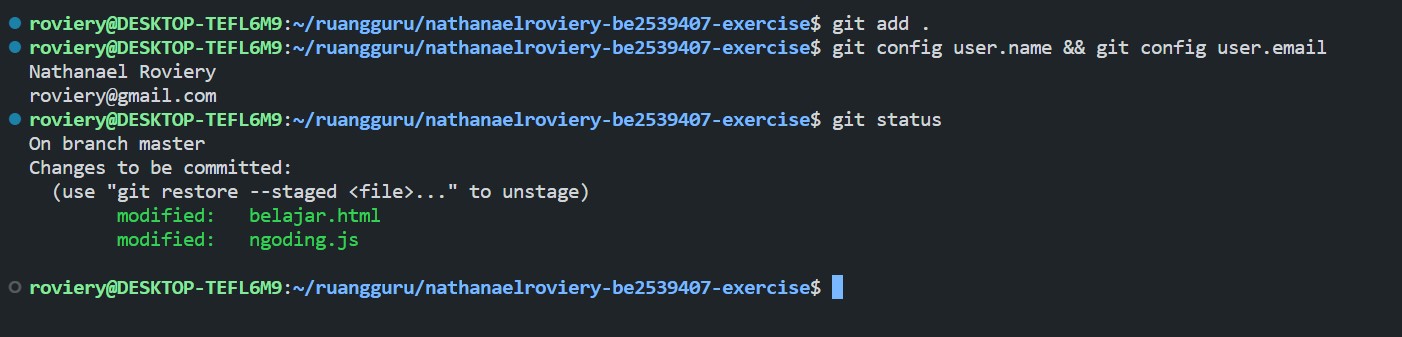 roviery@DESKTOP-TEFL6M9:~/ruangguru/nathanaelroviery-be2539407-exercise$ git add .
roviery@DESKTOP-TEFL6M9:~/ruangguru/nathanaelroviery-be2539407-exercise$ git config user.name && git config user.email
Nathanael Roviery
roviery@gmail.com
roviery@DESKTOP-TEFL6M9:~/ruangguru/nathanaelroviery-be2539407-exercise$ git status
On branch master
Changes to be committed:
  (use "git restore --staged <file>..." to unstage)
        modified:   belajar.html
        modified:   ngoding.js
roviery@DESKTOP-TEFL6M9:~/ruangguru/nathanaelroviery-be2539407-exercise$